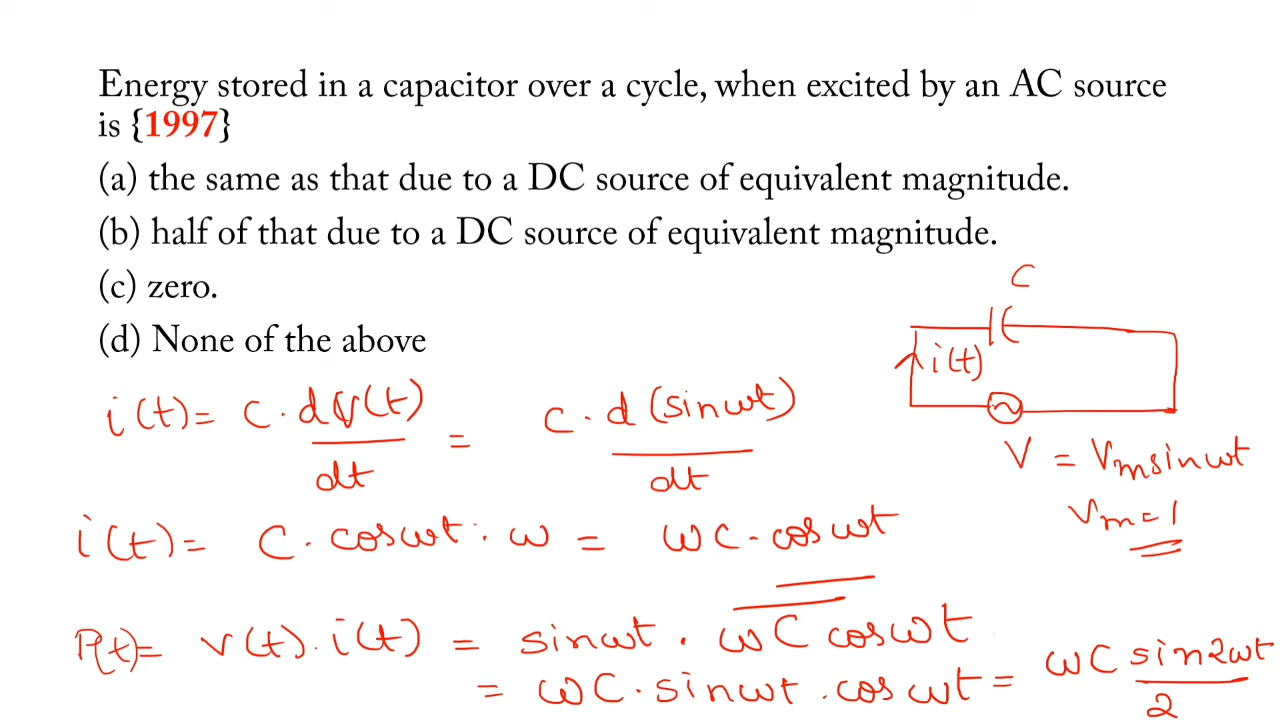 Energy stored in a capacitor over a cycle, when excited by an AC source
is {1997}
(a) the same as that due to a DC source of equivalent magnitude.
(b) half of that due to a DC source of equivalent magnitude.
(c) zero.
(d) None of the above
C
i(t)
V = Vm sinωt
Vm = 1
i(t) = C · dV(t)/dt = C · d(sinωt)/dt
i(t) = C · cosωt · ω = ωC · cosωt
P(t) = v(t) · i(t) = sinωt · ωC cosωt
= ωC · sinωt · cosωt = ωC sin2ωt/2